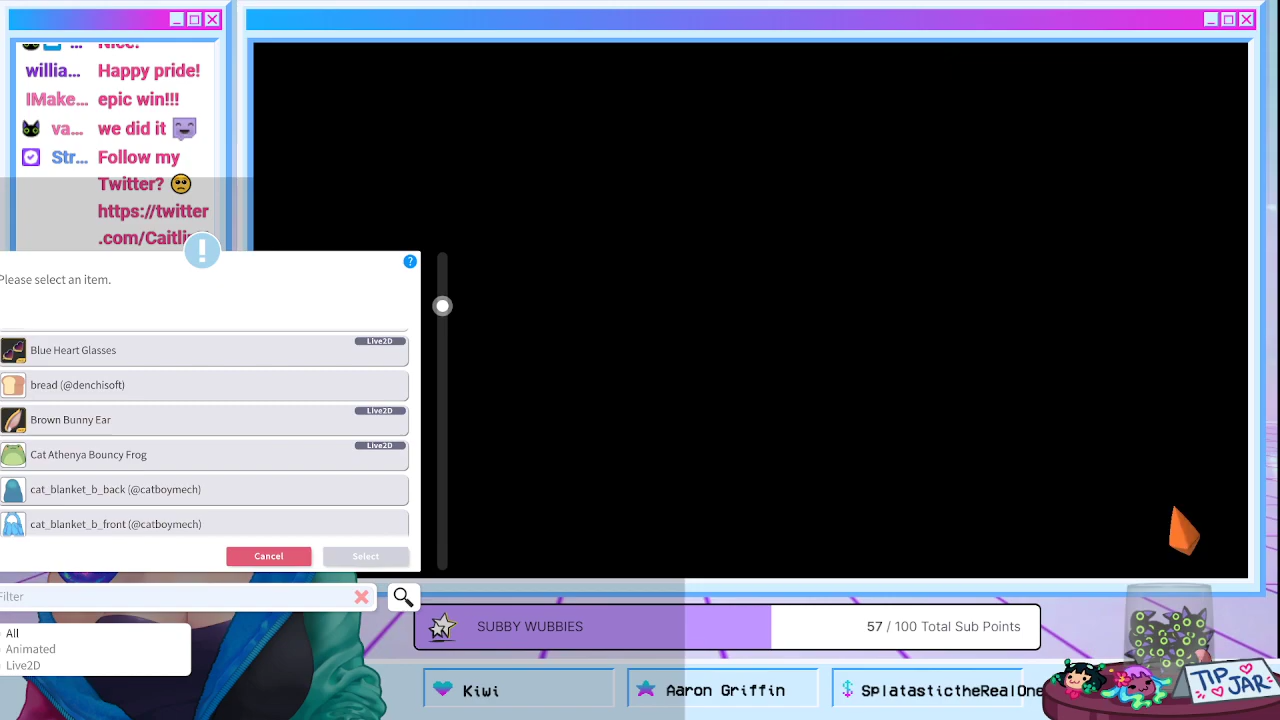 Nice!
willia... Happy pride!
IMake... epic win!!!
va... we did it
Str... Follow my
Twitter?
https://twitter
.com/Caitli
Please select an item.
Blue Heart Glasses Live2D
bread (@denchisoft)
Brown Bunny Ear Live2D
Cat Athenya Bouncy Frog Live2D
cat_blanket_b_back (@catboymech)
cat_blanket_b_front (@catboymech)
Cancel Select
Filter
All
Animated
Live2D
SUBBY WUBBIES 57 / 100 Total Sub Points
Kiwi Aaron Griffin SplatastictheRealOne
TIP JAR